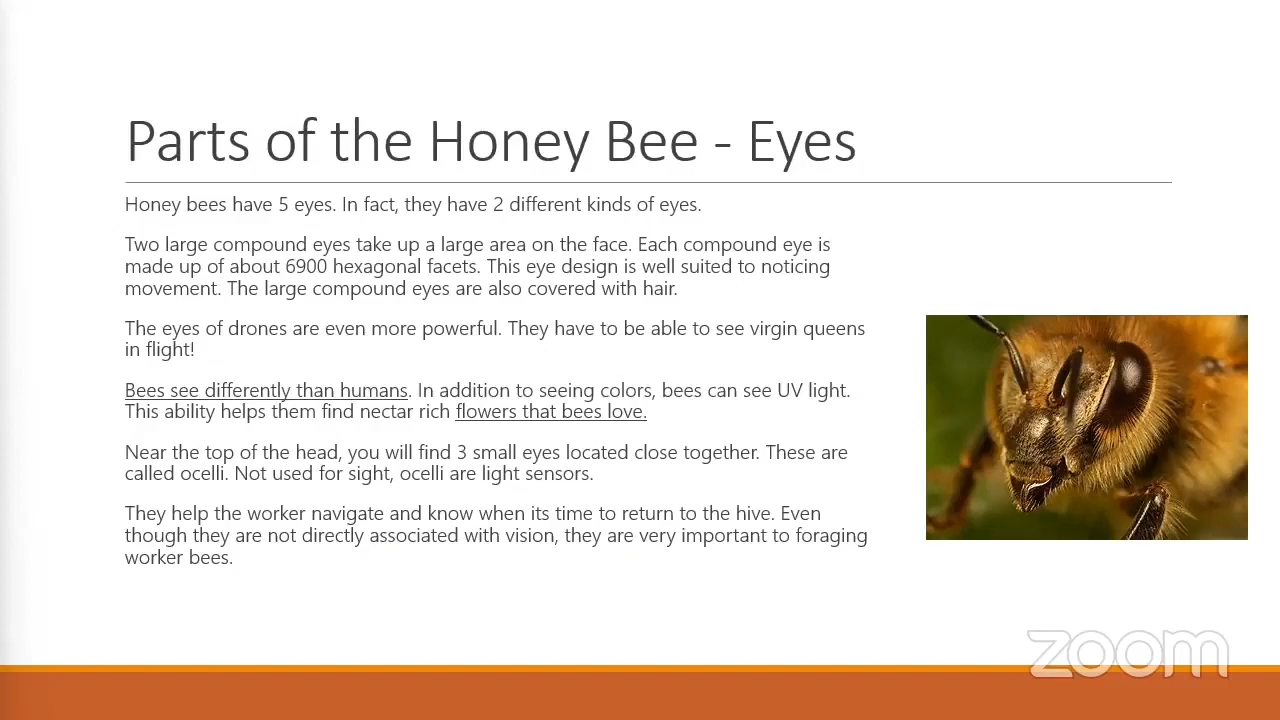 Parts of the Honey Bee - Eyes
Honey bees have 5 eyes. In fact, they have 2 different kinds of eyes.
Two large compound eyes take up a large area on the face. Each compound eye is
made up of about 6900 hexagonal facets. This eye design is well suited to noticing
movement. The large compound eyes are also covered with hair.
The eyes of drones are even more powerful. They have to be able to see virgin queens
in flight!
Bees see differently than humans. In addition to seeing colors, bees can see UV light.
This ability helps them find nectar rich flowers that bees love.
Near the top of the head, you will find 3 small eyes located close together. These are
called ocelli. Not used for sight, ocelli are light sensors.
They help the worker navigate and know when its time to return to the hive. Even
though they are not directly associated with vision, they are very important to foraging
worker bees.
zoom